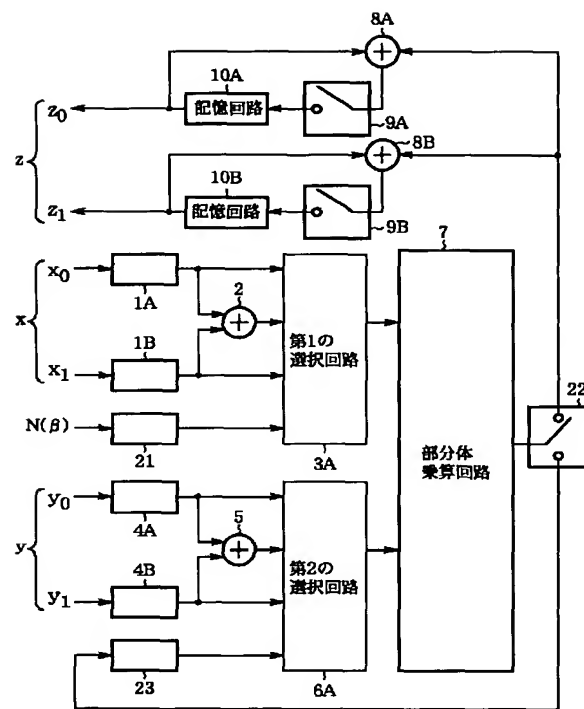 8A
10A
z0
記憶回路
9A
8B
z
10B
z1
記憶回路
9B
7
x0
1A
2
x
1B
第1の
選択回路
x1
22
N(β)
21
3A
部分体
乗算回路
y0
4A
5
y
4B
第2の
選択回路
y1
23
6A